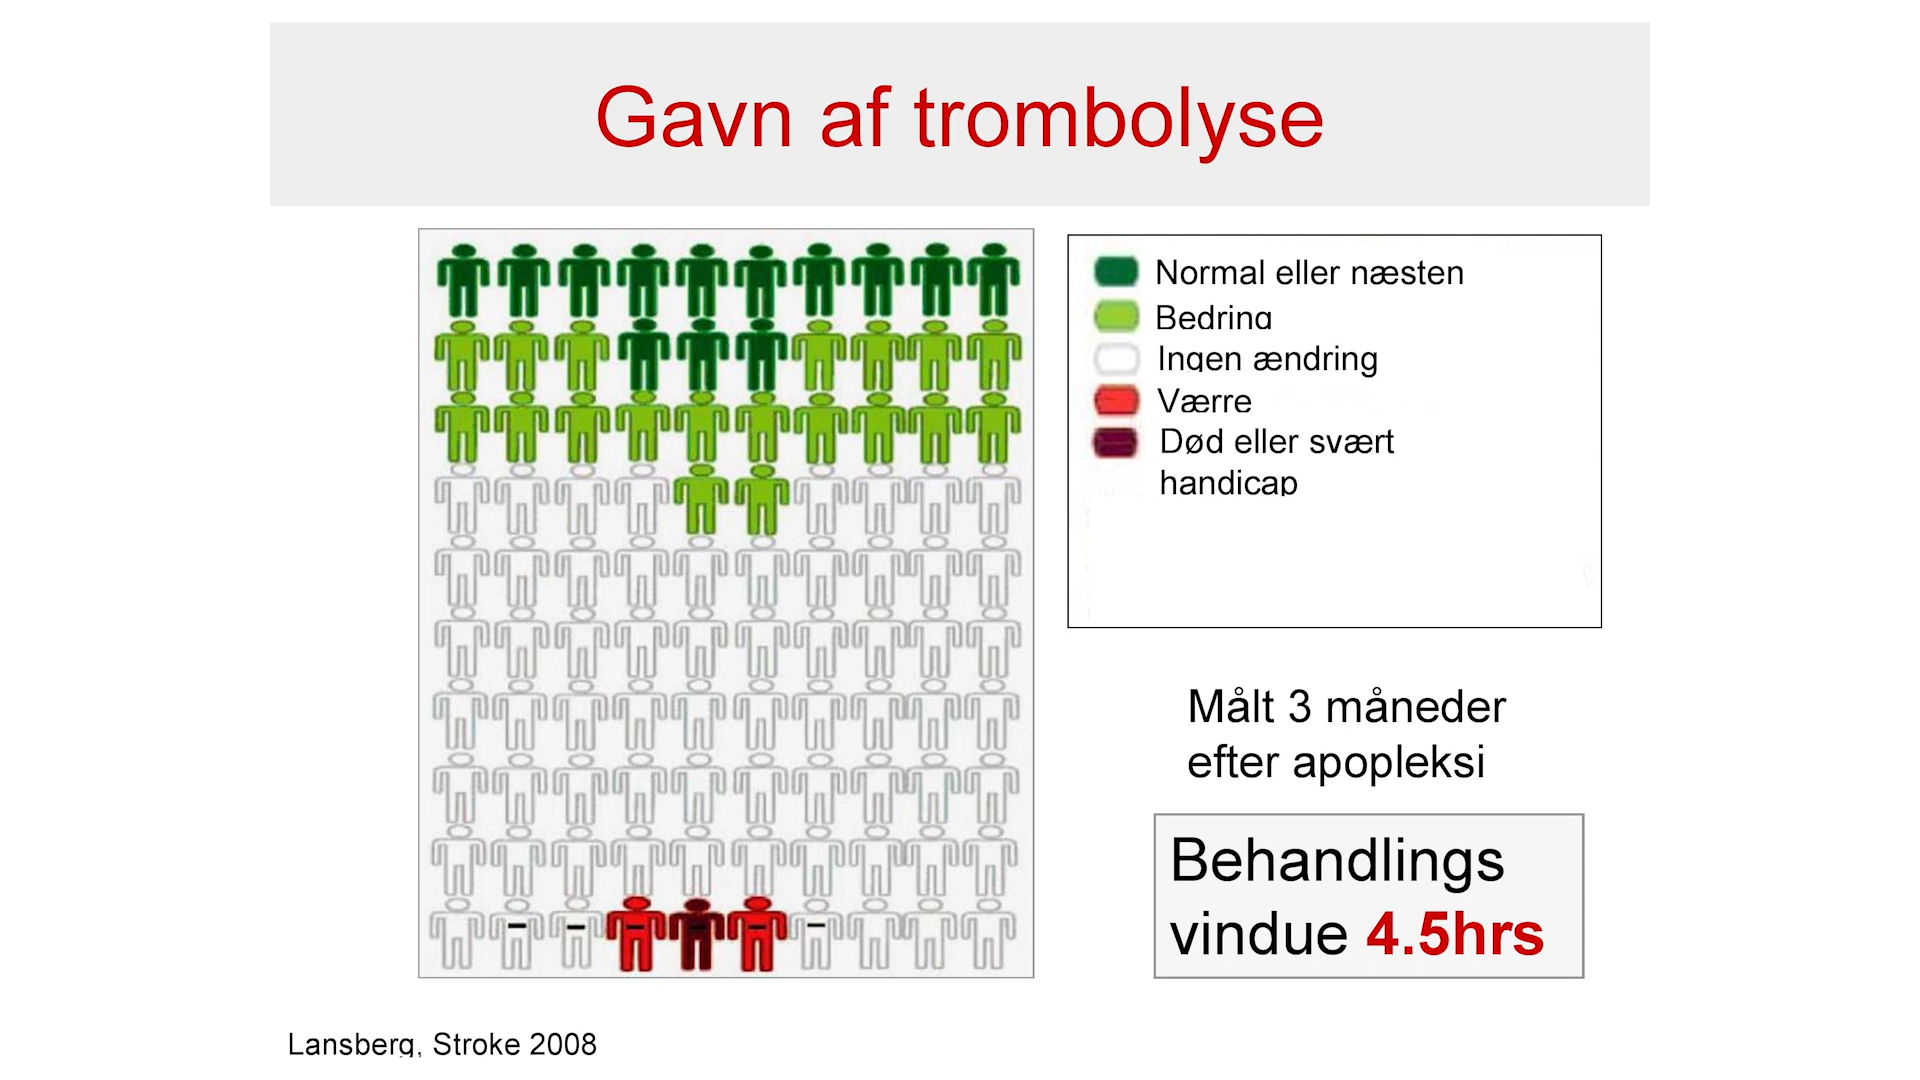 Gavn af trombolyse
Normal eller næsten
Bedring
Ingen ændring
Værre
Død eller svært
handicap
Målt 3 måneder
efter apopleksi
Behandlings
vindue 4.5hrs
Lansberg, Stroke 2008